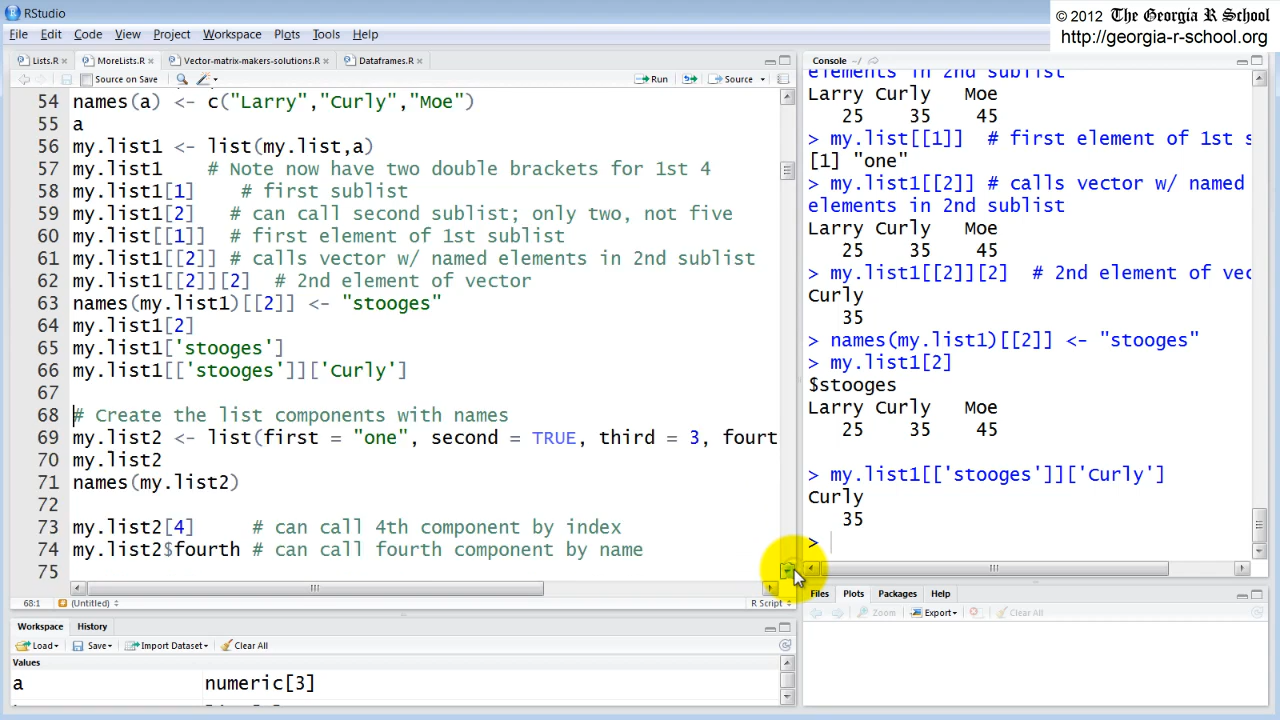 RStudio
© 2012 The Georgia R School
http://georgia-r-school.org
File Edit Code View Project Workspace Plots Tools Help
Lists.R × MoreLists.R × Vector-matrix-makers-solutions.R × Dataframes.R ×
Source on Save Run Source
54 names(a) <- c("Larry","Curly","Moe")
55 a
56 my.list1 <- list(my.list,a)
57 my.list1 # Note now have two double brackets for 1st 4
58 my.list1[1] # first sublist
59 my.list1[2] # can call second sublist; only two, not five
60 my.list[[1]] # first element of 1st sublist
61 my.list1[[2]] # calls vector w/ named elements in 2nd sublist
62 my.list1[[2]][2] # 2nd element of vector
63 names(my.list1)[[2]] <- "stooges"
64 my.list1[2]
65 my.list1['stooges']
66 my.list1[['stooges']]['Curly']
67
68 # Create the list components with names
69 my.list2 <- list(first = "one", second = TRUE, third = 3, fourt
70 my.list2
71 names(my.list2)
72
73 my.list2[4] # can call 4th component by index
74 my.list2$fourth # can call fourth component by name
75
68:1 (Untitled) R Script
Workspace History
Load Save Import Dataset Clear All
Values
a numeric[3]
Console ~/
elements in 2nd sublist
Larry Curly Moe
25 35 45
> my.list[[1]] # first element of 1st s
[1] "one"
> my.list1[[2]] # calls vector w/ named
elements in 2nd sublist
Larry Curly Moe
25 35 45
> my.list1[[2]][2] # 2nd element of vec
Curly
35
> names(my.list1)[[2]] <- "stooges"
> my.list1[2]
$stooges
Larry Curly Moe
25 35 45
> my.list1[['stooges']]['Curly']
Curly
35
>
Files Plots Packages Help
Zoom Export Clear All